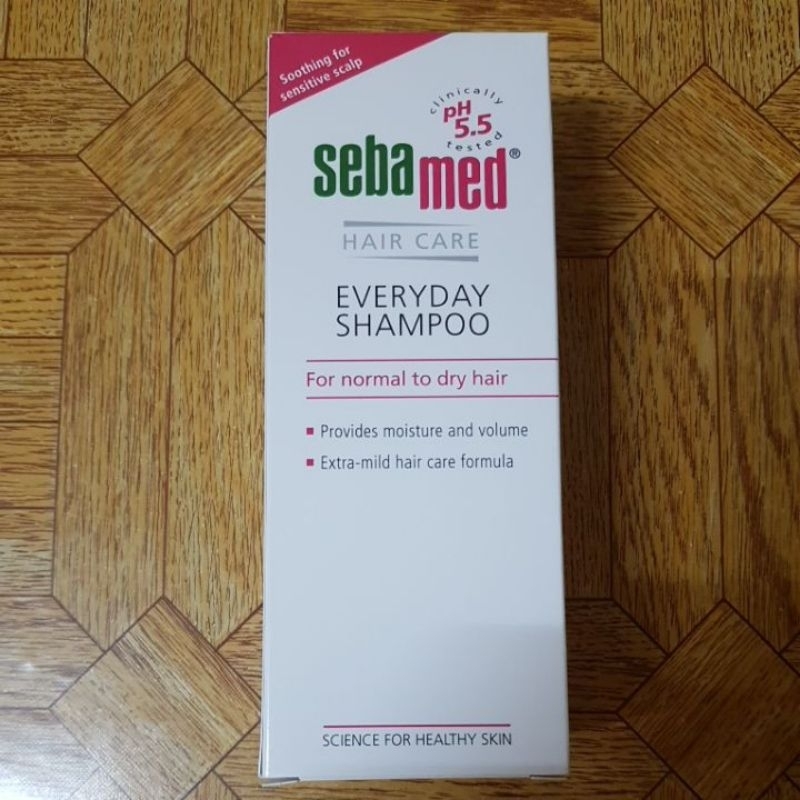 Soothing for
sensitive scalp
clinically
pH
5.5
tested
sebamed®
HAIR CARE
EVERYDAY
SHAMPOO
For normal to dry hair
▪ Provides moisture and volume
▪ Extra-mild hair care formula
SCIENCE FOR HEALTHY SKIN